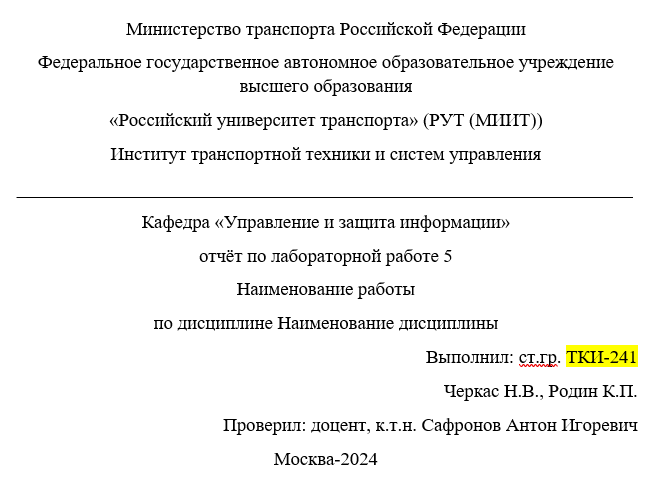 Министерство транспорта Российской Федерации
Федеральное государственное автономное образовательное учреждение
высшего образования
«Российский университет транспорта» (РУТ (МИИТ))
Институт транспортной техники и систем управления
Кафедра «Управление и защита информации»
отчёт по лабораторной работе 5
Наименование работы
по дисциплине Наименование дисциплины
Выполнил: ст.гр. ТКИ-241
Черкас Н.В., Родин К.П.
Проверил: доцент, к.т.н. Сафронов Антон Игоревич
Москва-2024